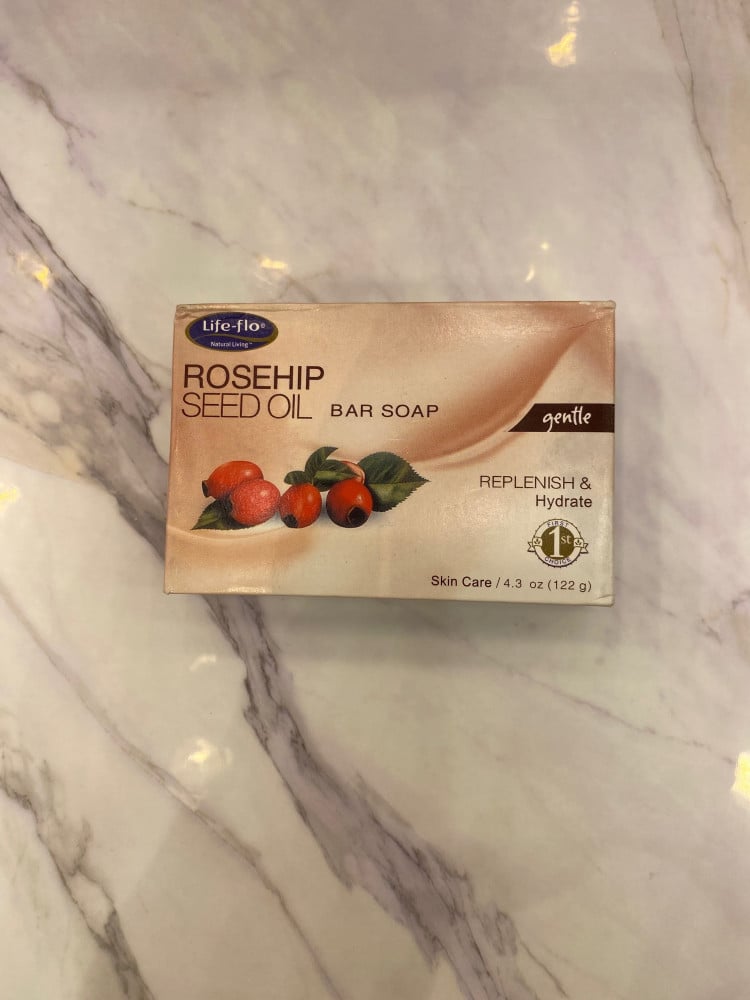 Life-flo®
Natural Living™
ROSEHIP
SEED OIL BAR SOAP
gentle
REPLENISH &
Hydrate
FIRST
1st
CHOICE
Skin Care / 4.3 oz (122 g)